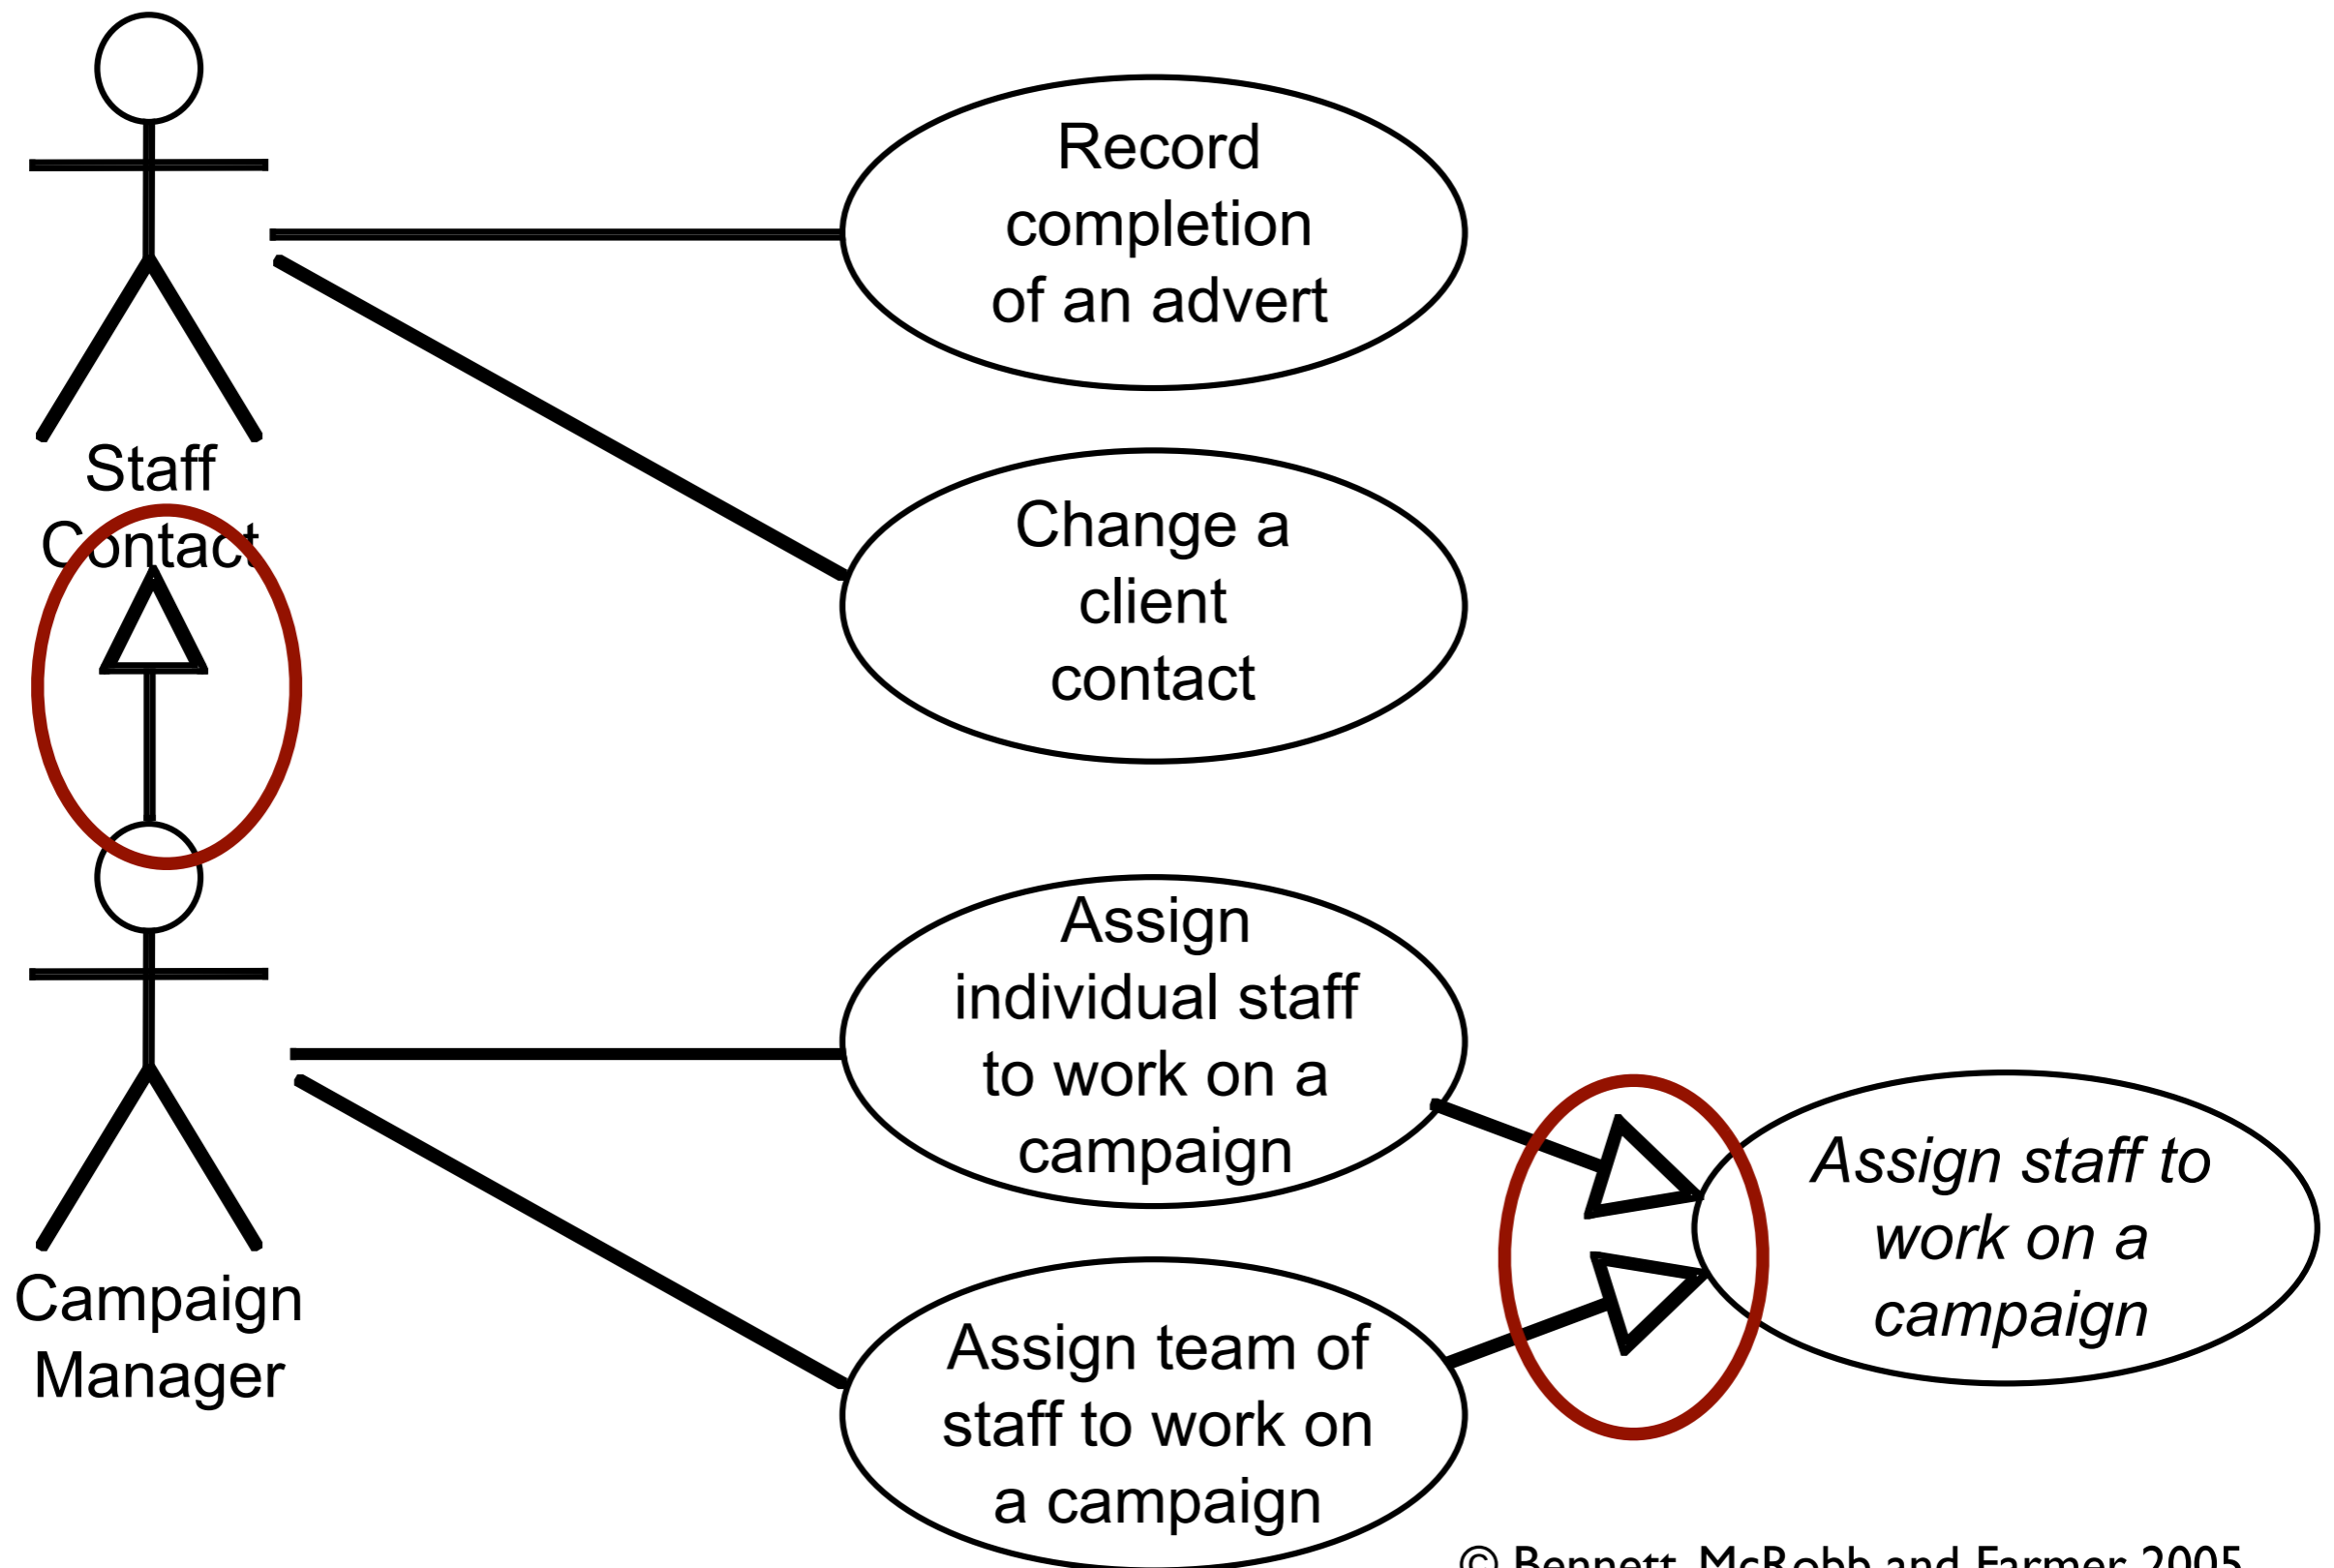 Record
completion
of an advert
Staff
Contact
Change a
client
contact
Assign
individual staff
to work on a
campaign
Assign staff to
work on a
campaign
Campaign
Manager
Assign team of
staff to work on
a campaign
© Bennett, McRobb and Farmer 2005